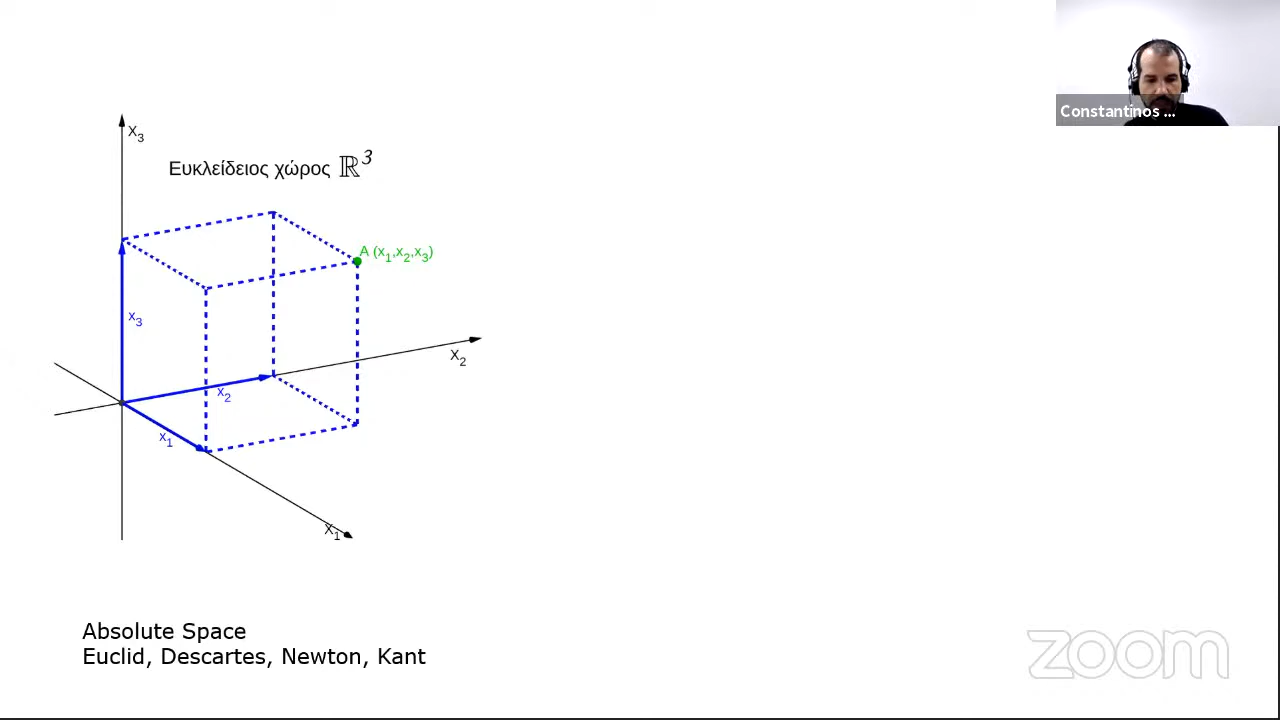 Constantinos ...
X3
Ευκλείδειος χώρος ℝ³
A (x1,x2,x3)
x3
X2
x2
x1
X1
Absolute Space
Euclid, Descartes, Newton, Kant
zoom